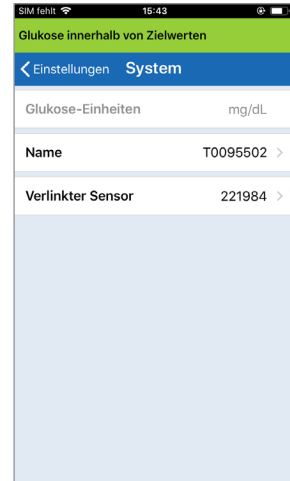 SIM fehlt 15:43
Glukose innerhalb von Zielwerten
Einstellungen System
Glukose-Einheiten mg/dL
Name T0095502
Verlinkter Sensor 221984